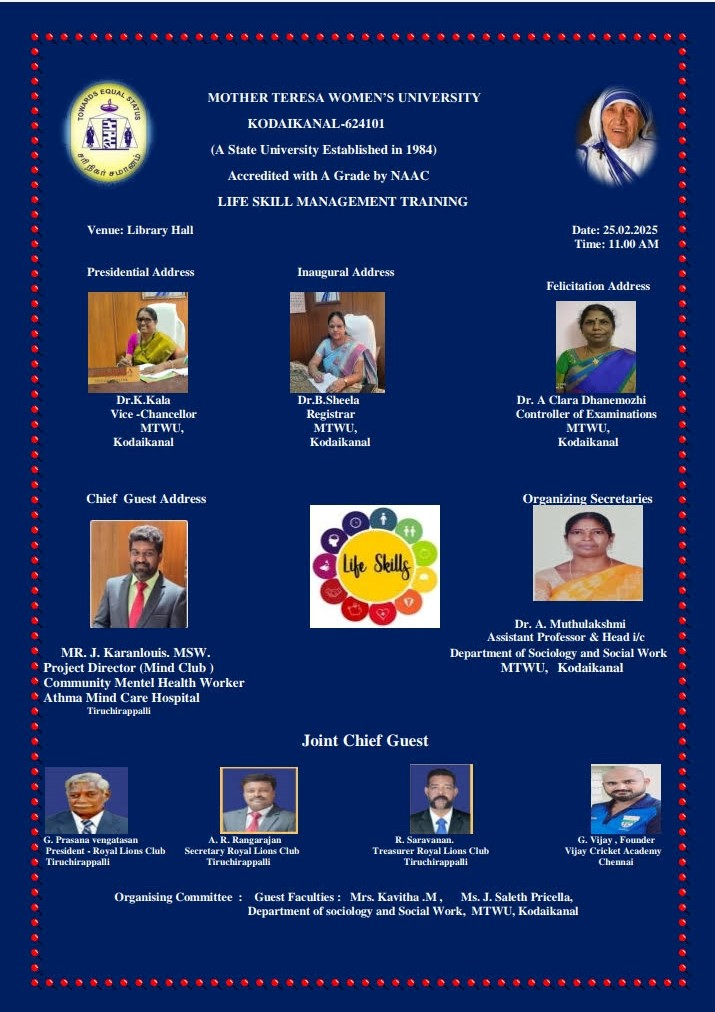 TOWARDS EQUAL STATUS
சரி நிகர் சமானம்
MOTHER TERESA WOMEN'S UNIVERSITY
KODAIKANAL-624101
(A State University Established in 1984)
Accredited with A Grade by NAAC
LIFE SKILL MANAGEMENT TRAINING
Venue: Library Hall
Date: 25.02.2025
Time: 11.00 AM
Presidential Address
Inaugural Address
Felicitation Address
Dr.K.Kala
Vice -Chancellor
MTWU,
Kodaikanal
Dr.B.Sheela
Registrar
MTWU,
Kodaikanal
Dr. A Clara Dhanemozhi
Controller of Examinations
MTWU,
Kodaikanal
Chief Guest Address
Organizing Secretaries
Life Skills
MR. J. Karanlouis. MSW.
Project Director (Mind Club )
Community Mentel Health Worker
Athma Mind Care Hospital
Tiruchirappalli
Dr. A. Muthulakshmi
Assistant Professor & Head i/c
Department of Sociology and Social Work
MTWU, Kodaikanal
Joint Chief Guest
G. Prasana vengatasan
President - Royal Lions Club
Tiruchirappalli
A. R. Rangarajan
Secretary Royal Lions Club
Tiruchirappalli
R. Saravanan.
Treasurer Royal Lions Club
Tiruchirappalli
G. Vijay , Founder
Vijay Cricket Academy
Chennai
Organising Committee : Guest Faculties : Mrs. Kavitha .M , Ms. J. Saleth Pricella,
Department of sociology and Social Work, MTWU, Kodaikanal